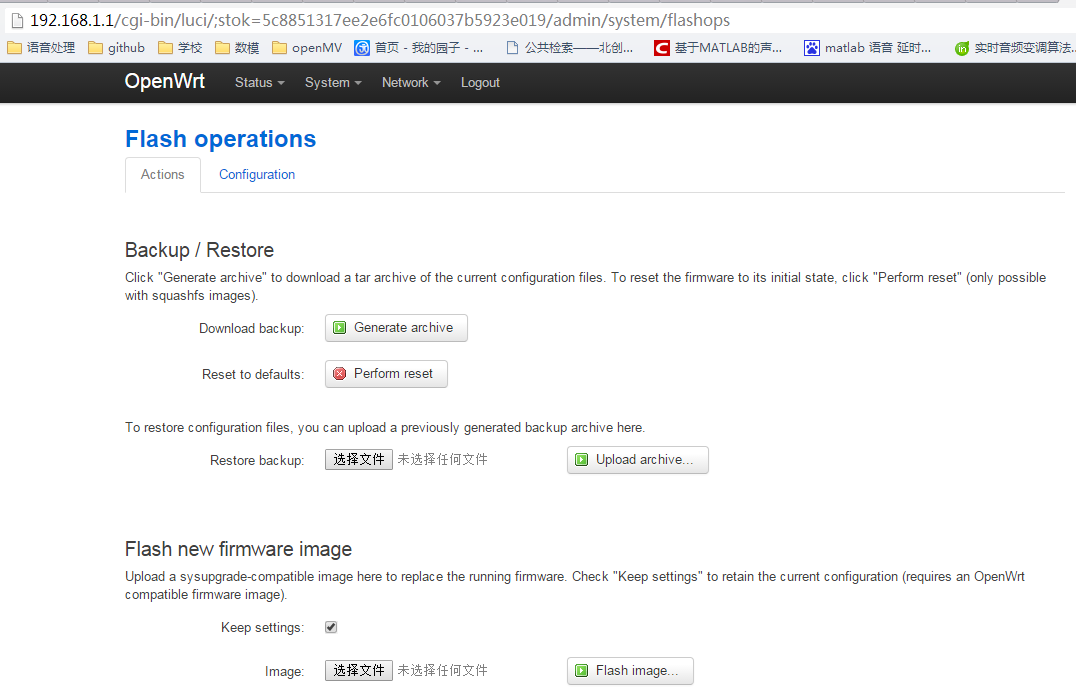 192.168.1.1/cgi-bin/luci/;stok=5c8851317ee2e6fc0106037b5923e019/admin/system/flashops
语音处理 github 学校 数模 openMV 首页 - 我的园子 - ... 公共检索——北创... 基于MATLAB的声... matlab 语音 延时... 实时音频变调算法...
OpenWrt Status System Network Logout
Flash operations
Actions Configuration
Backup / Restore
Click "Generate archive" to download a tar archive of the current configuration files. To reset the firmware to its initial state, click "Perform reset" (only possible
with squashfs images).
Download backup: Generate archive
Reset to defaults: Perform reset
To restore configuration files, you can upload a previously generated backup archive here.
Restore backup: 选择文件 未选择任何文件 Upload archive...
Flash new firmware image
Upload a sysupgrade-compatible image here to replace the running firmware. Check "Keep settings" to retain the current configuration (requires an OpenWrt
compatible firmware image).
Keep settings:
Image: 选择文件 未选择任何文件 Flash image...